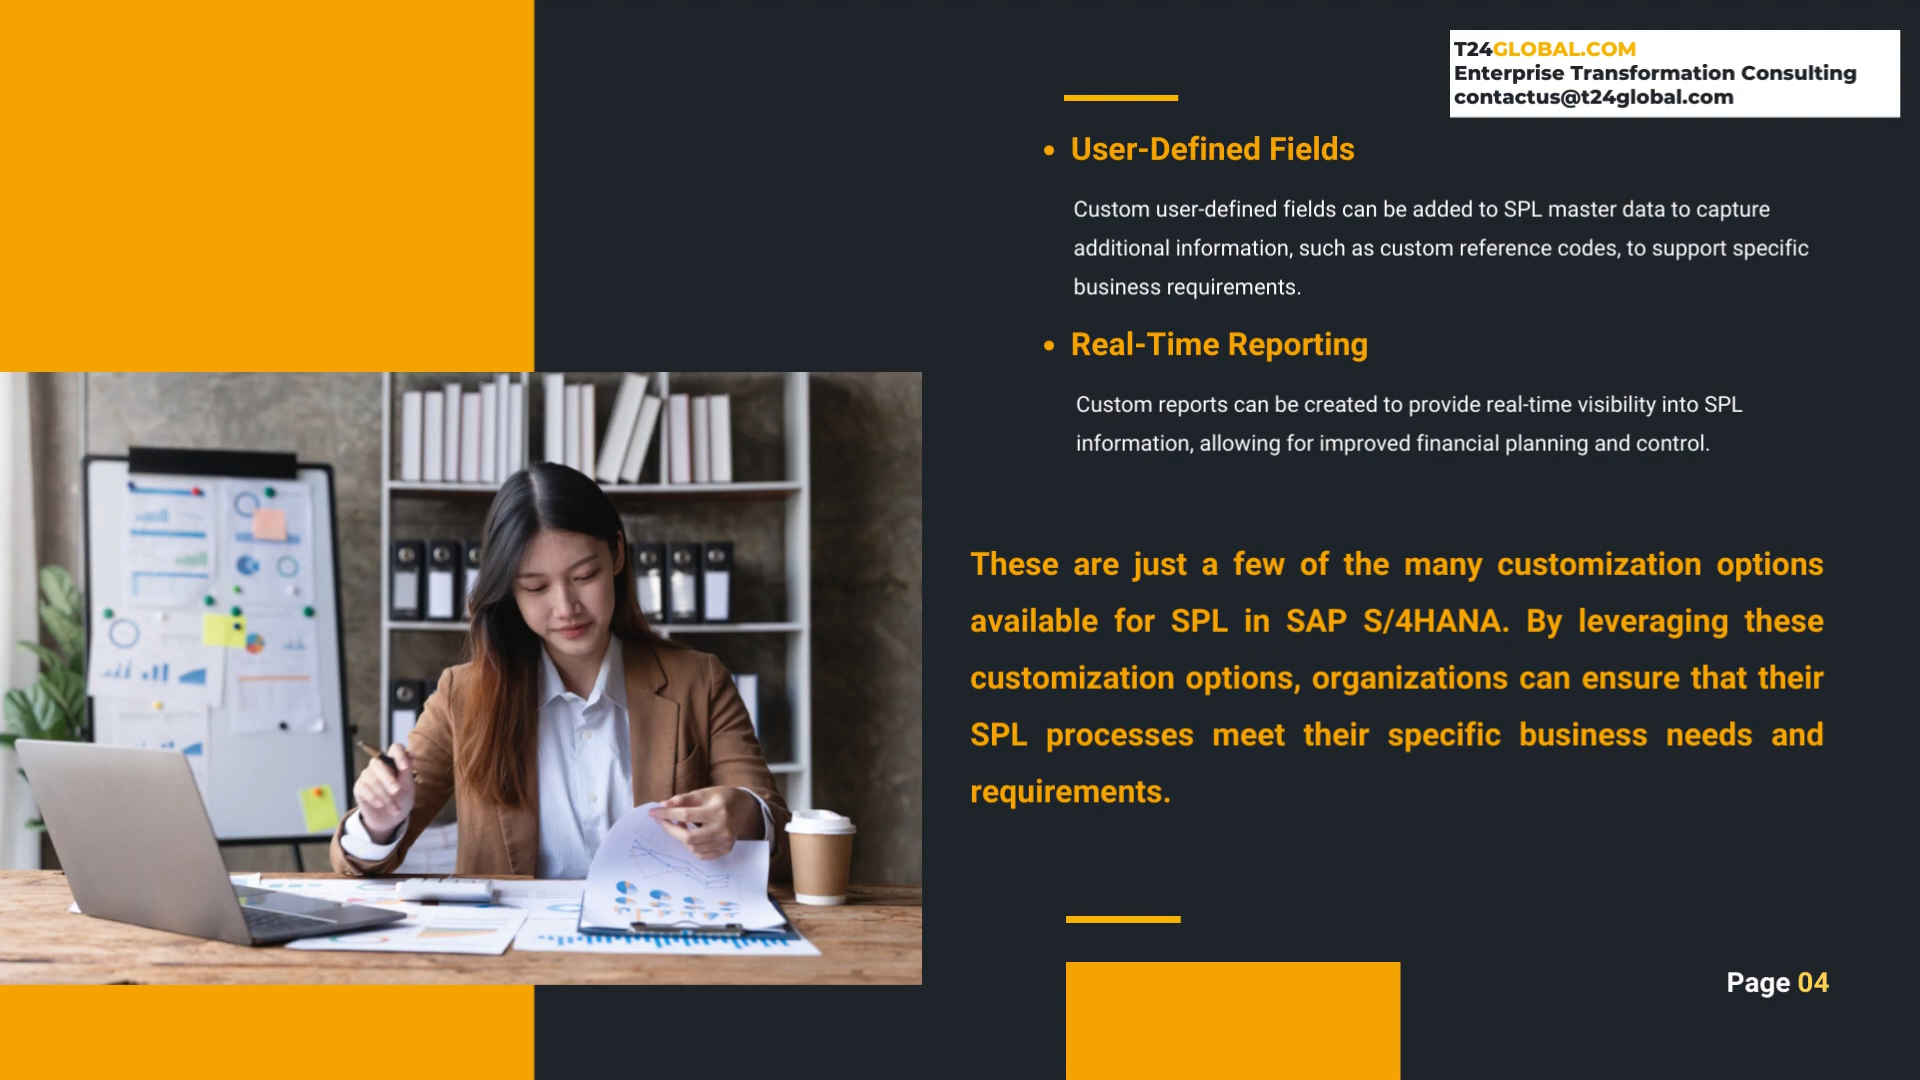 T24GLOBAL.COM
Enterprise Transformation Consulting
contactus@t24global.com
• User-Defined Fields
Custom user-defined fields can be added to SPL master data to capture
additional information, such as custom reference codes, to support specific
business requirements.
• Real-Time Reporting
Custom reports can be created to provide real-time visibility into SPL
information, allowing for improved financial planning and control.
These are just a few of the many customization options
available for SPL in SAP S/4HANA. By leveraging these
customization options, organizations can ensure that their
SPL processes meet their specific business needs and
requirements.
Page 04